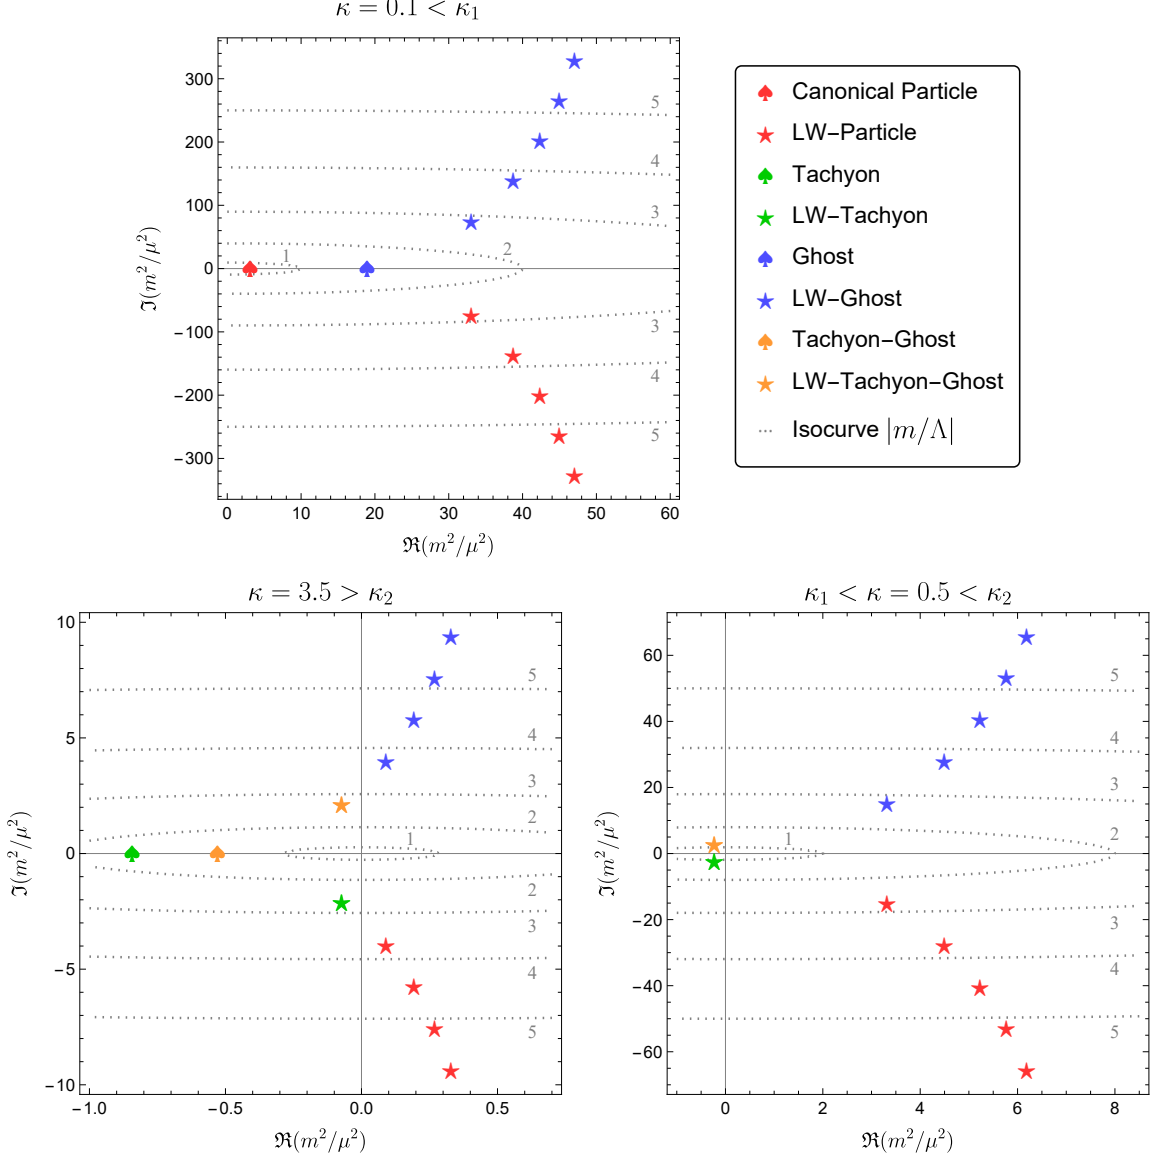 κ = 0.1 < κ₁
ℑ(m²/μ²)
300
200
100
0
−100
−200
−300
5
4
3
2
1
3
4
5
0 10 20 30 40 50 60
ℜ(m²/μ²)
Canonical Particle
LW−Particle
Tachyon
LW−Tachyon
Ghost
LW−Ghost
Tachyon−Ghost
LW−Tachyon−Ghost
Isocurve |m/Λ|
κ = 3.5 > κ₂
ℑ(m²/μ²)
10
5
0
−5
−10
5
4
3
2
1
2
3
4
5
−1.0 −0.5 0.0 0.5
ℜ(m²/μ²)
κ₁ < κ = 0.5 < κ₂
ℑ(m²/μ²)
60
40
20
0
−20
−40
−60
5
4
3
2
1
3
4
5
0 2 4 6 8
ℜ(m²/μ²)